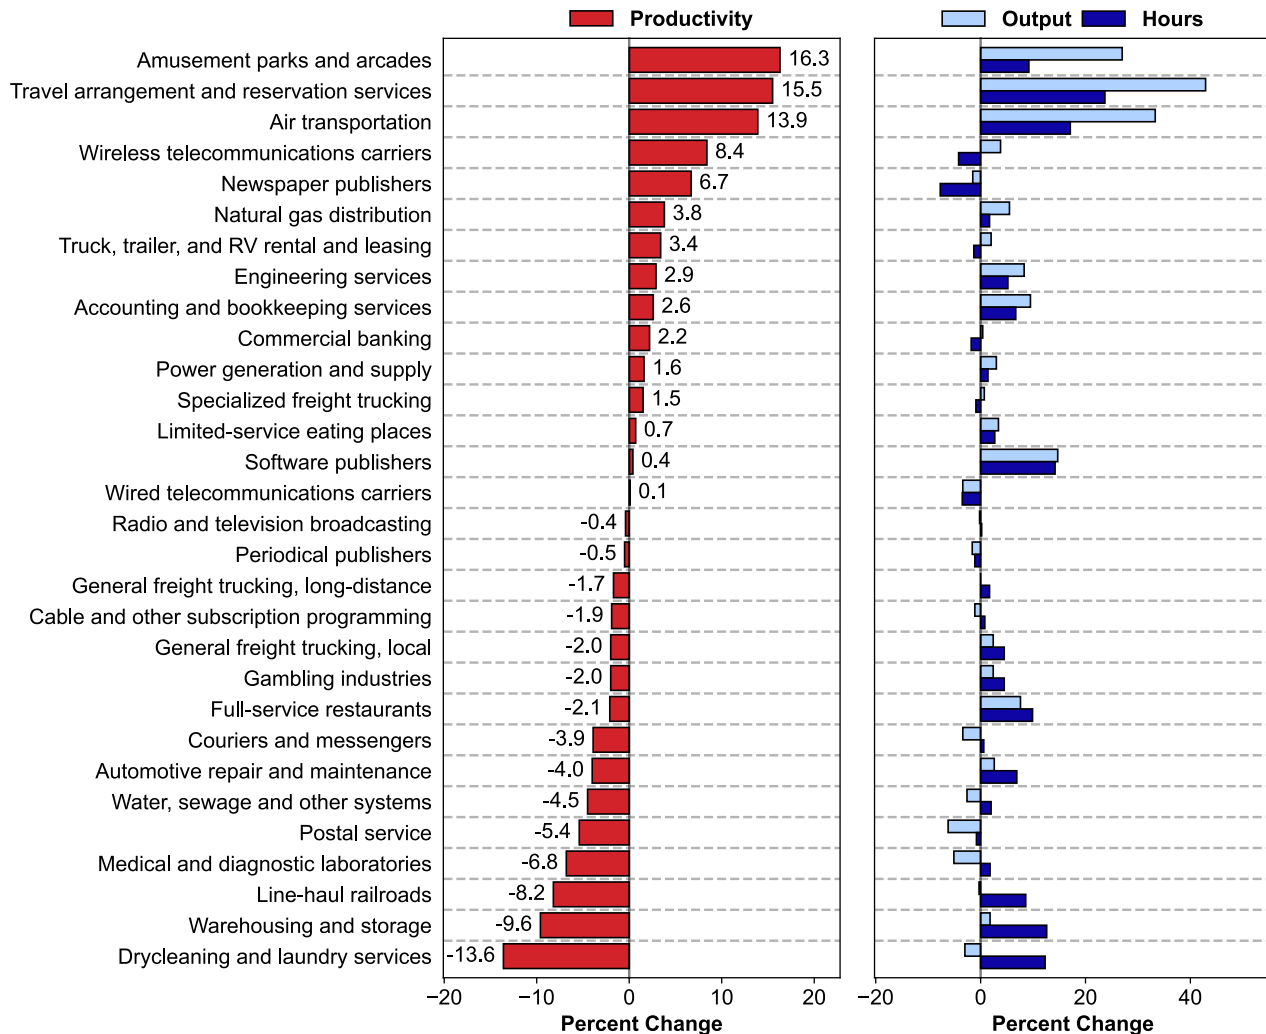 Productivity
Output Hours
Amusement parks and arcades 16.3
Travel arrangement and reservation services 15.5
Air transportation 13.9
Wireless telecommunications carriers 8.4
Newspaper publishers 6.7
Natural gas distribution 3.8
Truck, trailer, and RV rental and leasing 3.4
Engineering services 2.9
Accounting and bookkeeping services 2.6
Commercial banking 2.2
Power generation and supply 1.6
Specialized freight trucking 1.5
Limited-service eating places 0.7
Software publishers 0.4
Wired telecommunications carriers 0.1
Radio and television broadcasting -0.4
Periodical publishers -0.5
General freight trucking, long-distance -1.7
Cable and other subscription programming -1.9
General freight trucking, local -2.0
Gambling industries -2.0
Full-service restaurants -2.1
Couriers and messengers -3.9
Automotive repair and maintenance -4.0
Water, sewage and other systems -4.5
Postal service -5.4
Medical and diagnostic laboratories -6.8
Line-haul railroads -8.2
Warehousing and storage -9.6
Drycleaning and laundry services -13.6
−20 −10 0 10 20
Percent Change
−20 0 20 40
Percent Change